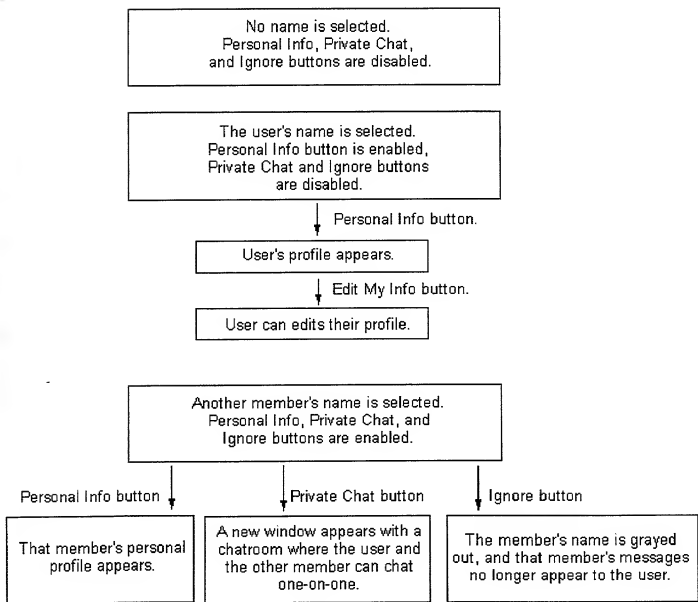 No name is selected.
Personal Info, Private Chat,
and Ignore buttons are disabled.
The user's name is selected.
Personal Info button is enabled,
Private Chat and Ignore buttons
are disabled.
Personal Info button.
User's profile appears.
Edit My Info button.
User can edits their profile.
Another member's name is selected.
Personal Info, Private Chat, and
Ignore buttons are enabled.
Personal Info button
Private Chat button
Ignore button
That member's personal
profile appears.
A new window appears with a
chatroom where the user and
the other member can chat
one-on-one.
The member's name is grayed
out, and that member's messages
no longer appear to the user.